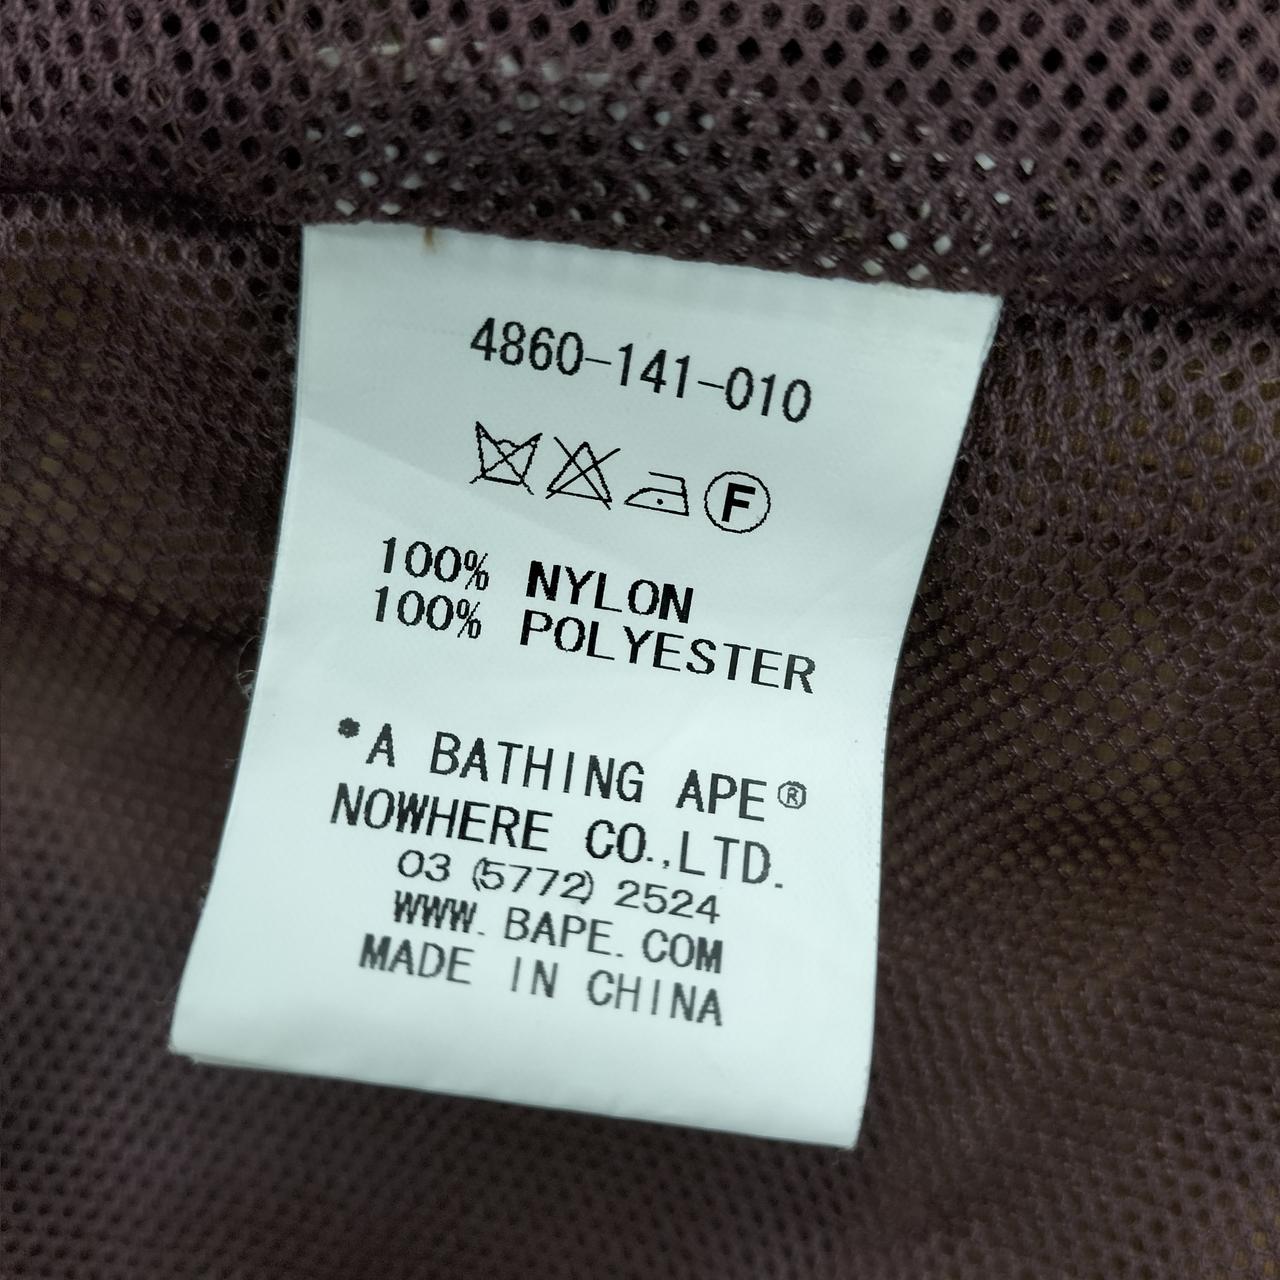 4860-141-010
F
100% NYLON
100% POLYESTER
*A BATHING APE®
NOWHERE CO.,LTD.
03 (5772) 2524
WWW. BAPE. COM
MADE IN CHINA